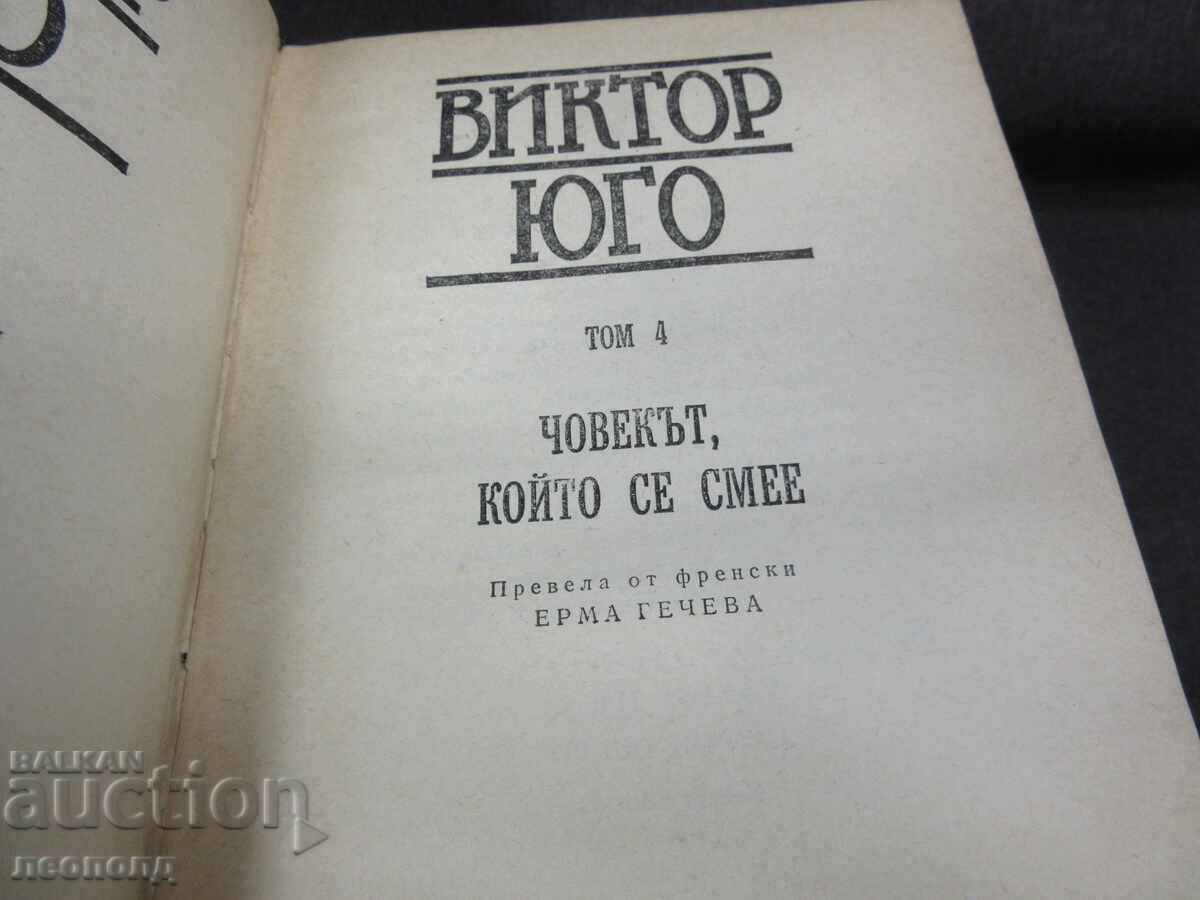 ВИКТОР
ЮГО
ТОМ 4
ЧОВЕКЪТ,
КОЙТО СЕ СМЕЕ
Превела от френски
ЕРМА ГЕЧЕВА
BALKAN
auction
леополд